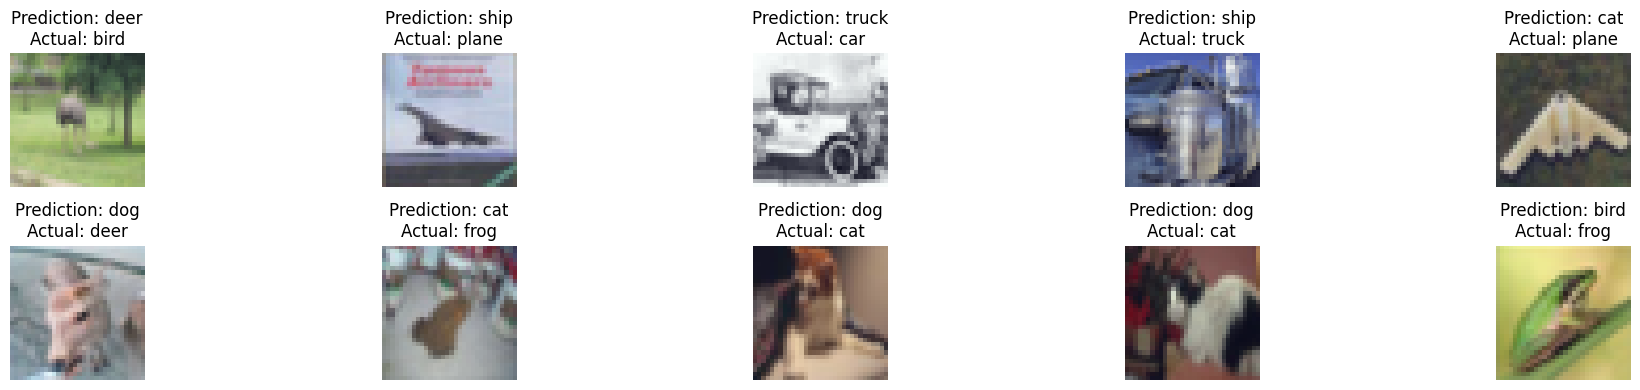 Prediction: deer
Actual: bird
Prediction: ship
Actual: plane
Prediction: truck
Actual: car
Prediction: ship
Actual: truck
Prediction: cat
Actual: plane
Prediction: dog
Actual: deer
Prediction: cat
Actual: frog
Prediction: dog
Actual: cat
Prediction: dog
Actual: cat
Prediction: bird
Actual: frog